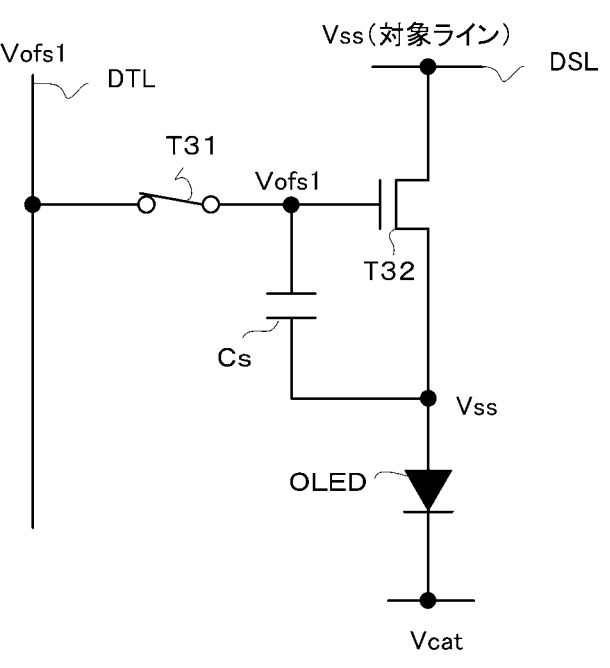 Vss(対象ライン)
Vofs1
DTL
DSL
T31
Vofs1
T32
Cs
Vss
OLED
Vcat